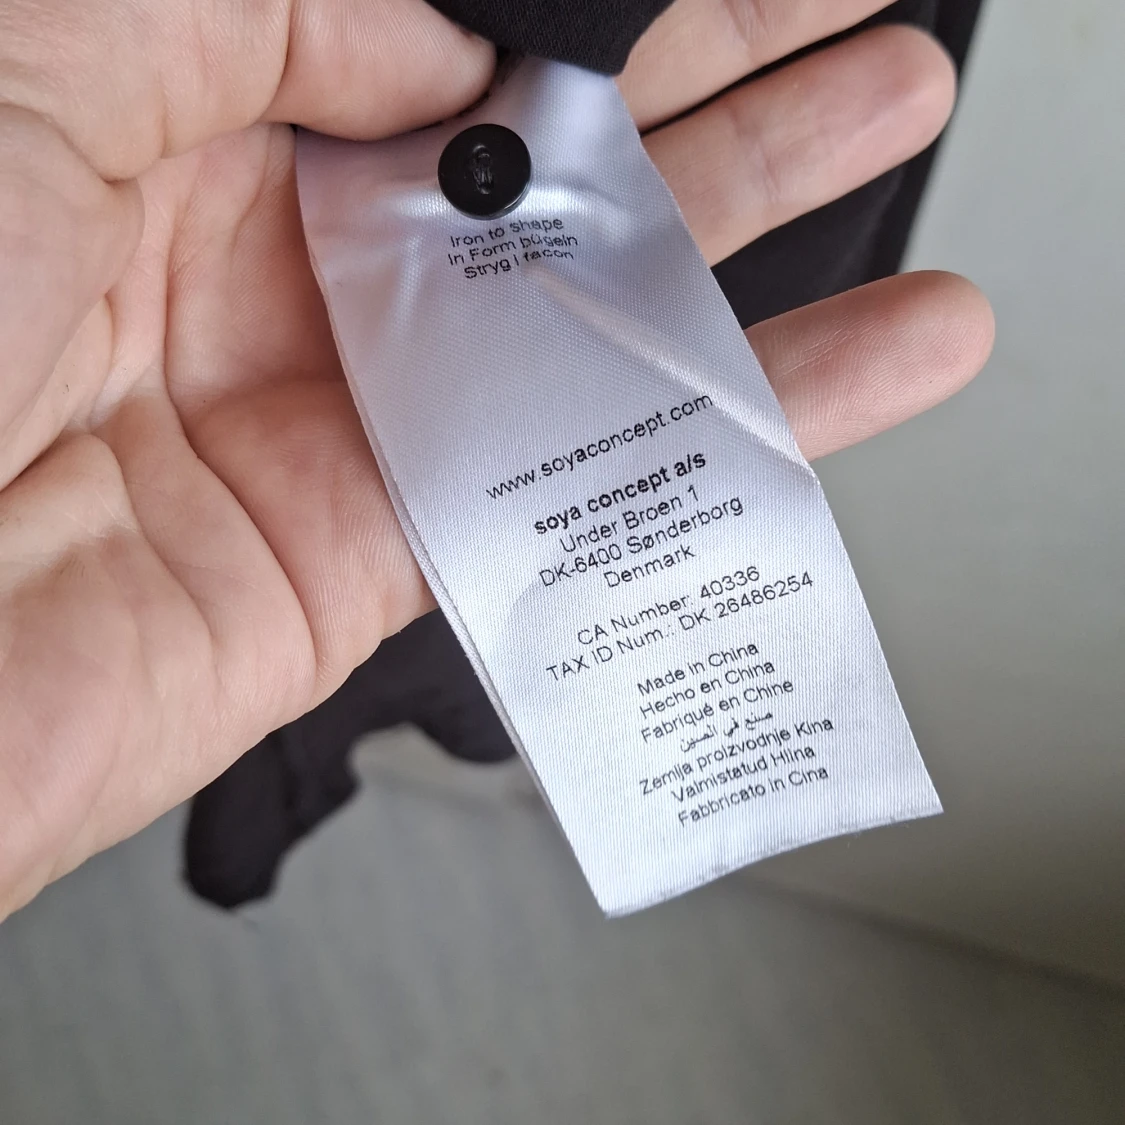 Iron to shape
In Form bügeln
Stryg i facon
www.soyaconcept.com
soya concept a/s
Under Broen 1
DK-6400 Sønderborg
Denmark
CA Number: 40336
TAX ID Num.: DK 26486254
Made in China
Hecho en China
Fabriqué en Chine
صنع في الصين
Zemlja proizvodnje Kina
Valmistatud Hiina
Fabbricato in Cina